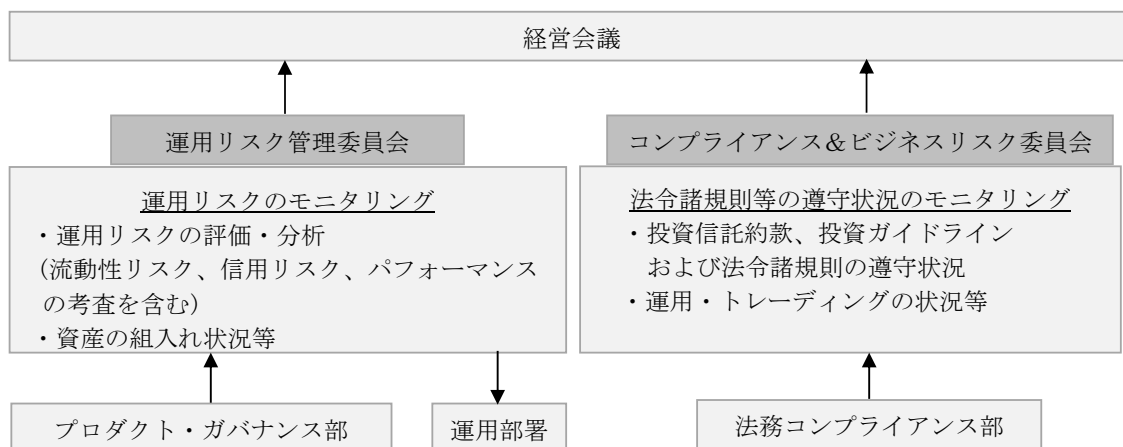 経営会議
運用リスク管理委員会
運用リスクのモニタリング
・運用リスクの評価・分析
（流動性リスク、信用リスク、パフォーマンス
の考査を含む）
・資産の組入れ状況等
コンプライアンス＆ビジネスリスク委員会
法令諸規則等の遵守状況のモニタリング
・投資信託約款、投資ガイドライン
および法令諸規則の遵守状況
・運用・トレーディングの状況等
プロダクト・ガバナンス部
運用部署
法務コンプライアンス部